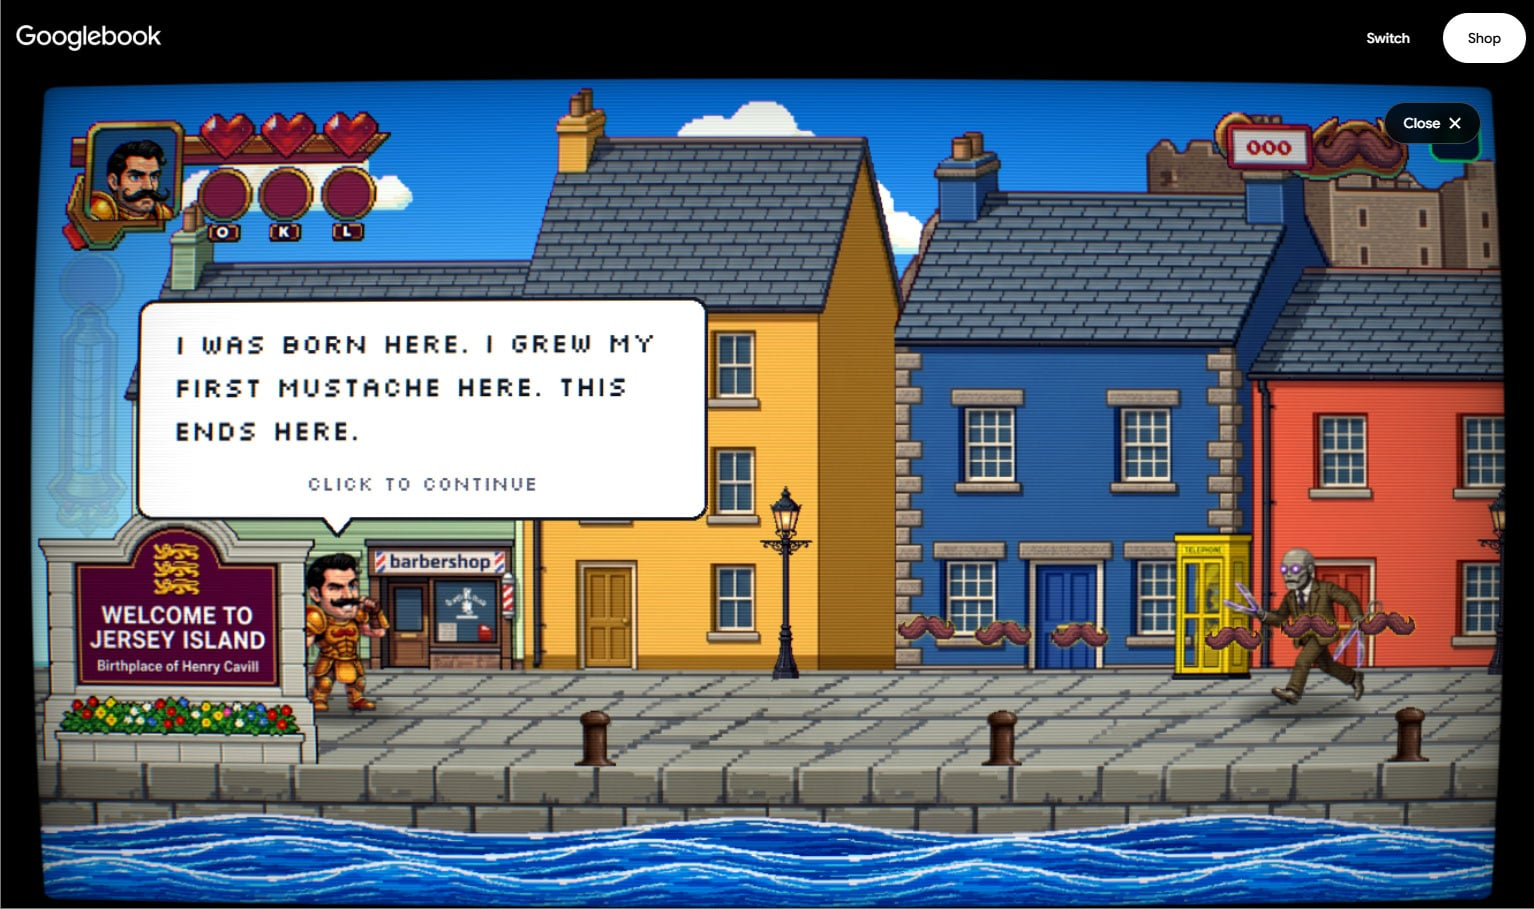 Googlebook
Switch
Shop
Close
000
O K L
I WAS BORN HERE. I GREW MY
FIRST MUSTACHE HERE. THIS
ENDS HERE.
CLICK TO CONTINUE
barbershop
TELEPHONE
WELCOME TO
JERSEY ISLAND
Birthplace of Henry Cavill